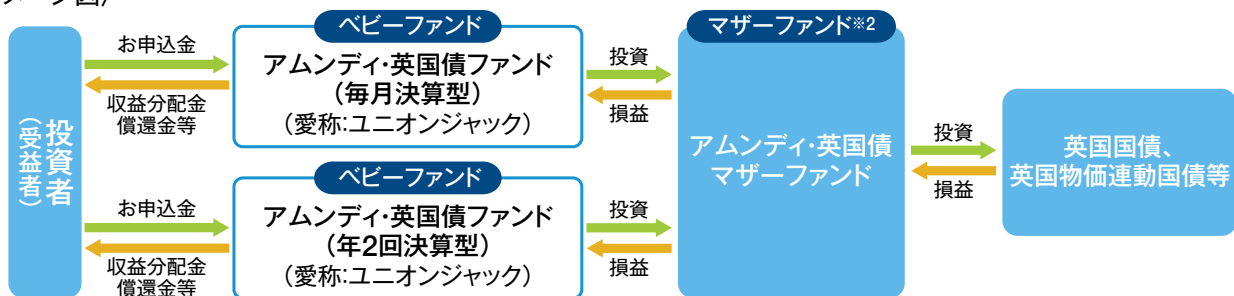 投資者
（受益者）
お申込金
収益分配金
償還金等
ベビーファンド
アムンディ・英国債ファンド
（毎月決算型）
（愛称：ユニオンジャック）
投資
損益
お申込金
収益分配金
償還金等
ベビーファンド
アムンディ・英国債ファンド
（年2回決算型）
（愛称：ユニオンジャック）
投資
損益
マザーファンド※2
アムンディ・英国債
マザーファンド
投資
損益
英国国債、
英国物価連動国債等